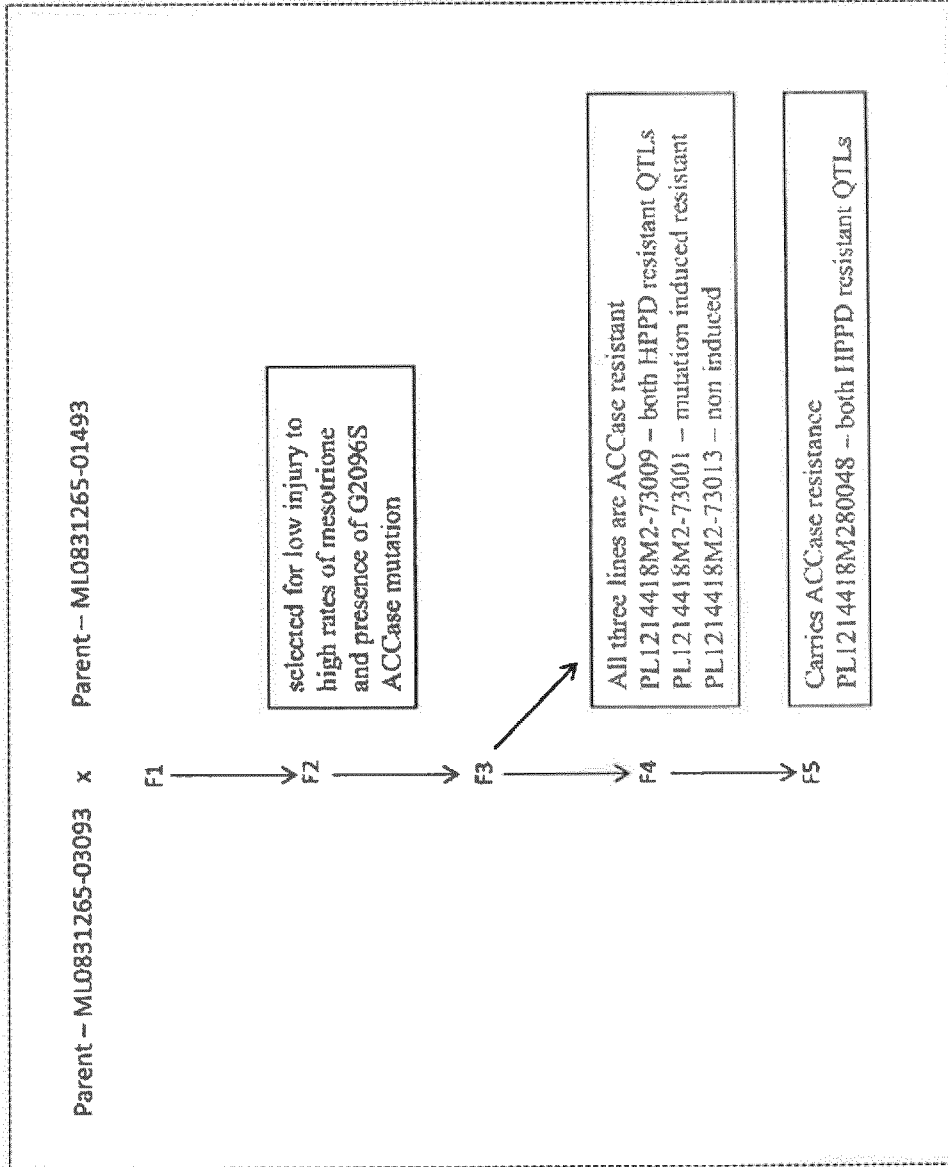 Parent – ML0831265-03093 x Parent – ML0831265-01493
F1
F2
selected for low injury to
high rates of mesotrione
and presence of G2096S
ACCase mutation
F3
F4
All three lines are ACCase resistant
PL1214418M2-73009 – both HPPD resistant QTLs
PL1214418M2-73001 – mutation induced resistant
PL1214418M2-73013 – non induced
F5
Carries ACCase resistance
PL1214418M280048 – both HPPD resistant QTLs